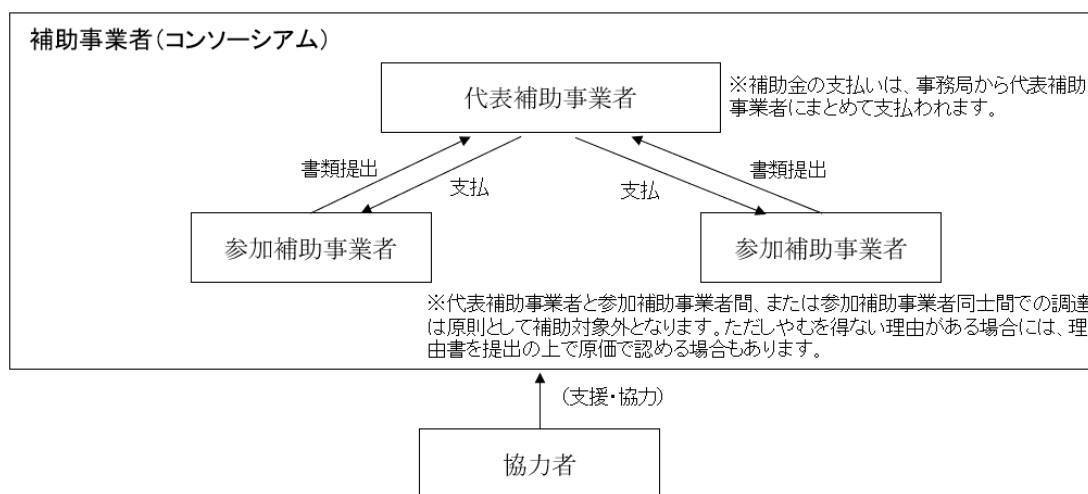 補助事業者(コンソーシアム)
代表補助事業者
※補助金の支払いは、事務局から代表補助
事業者にまとめて支払われます。
書類提出
支払
支払
書類提出
参加補助事業者
参加補助事業者
※代表補助事業者と参加補助事業者間、または参加補助事業者同士間での調達
は原則として補助対象外となります。ただしやむを得ない理由がある場合には、理
由書を提出の上で原価で認める場合もあります。
(支援・協力)
協力者